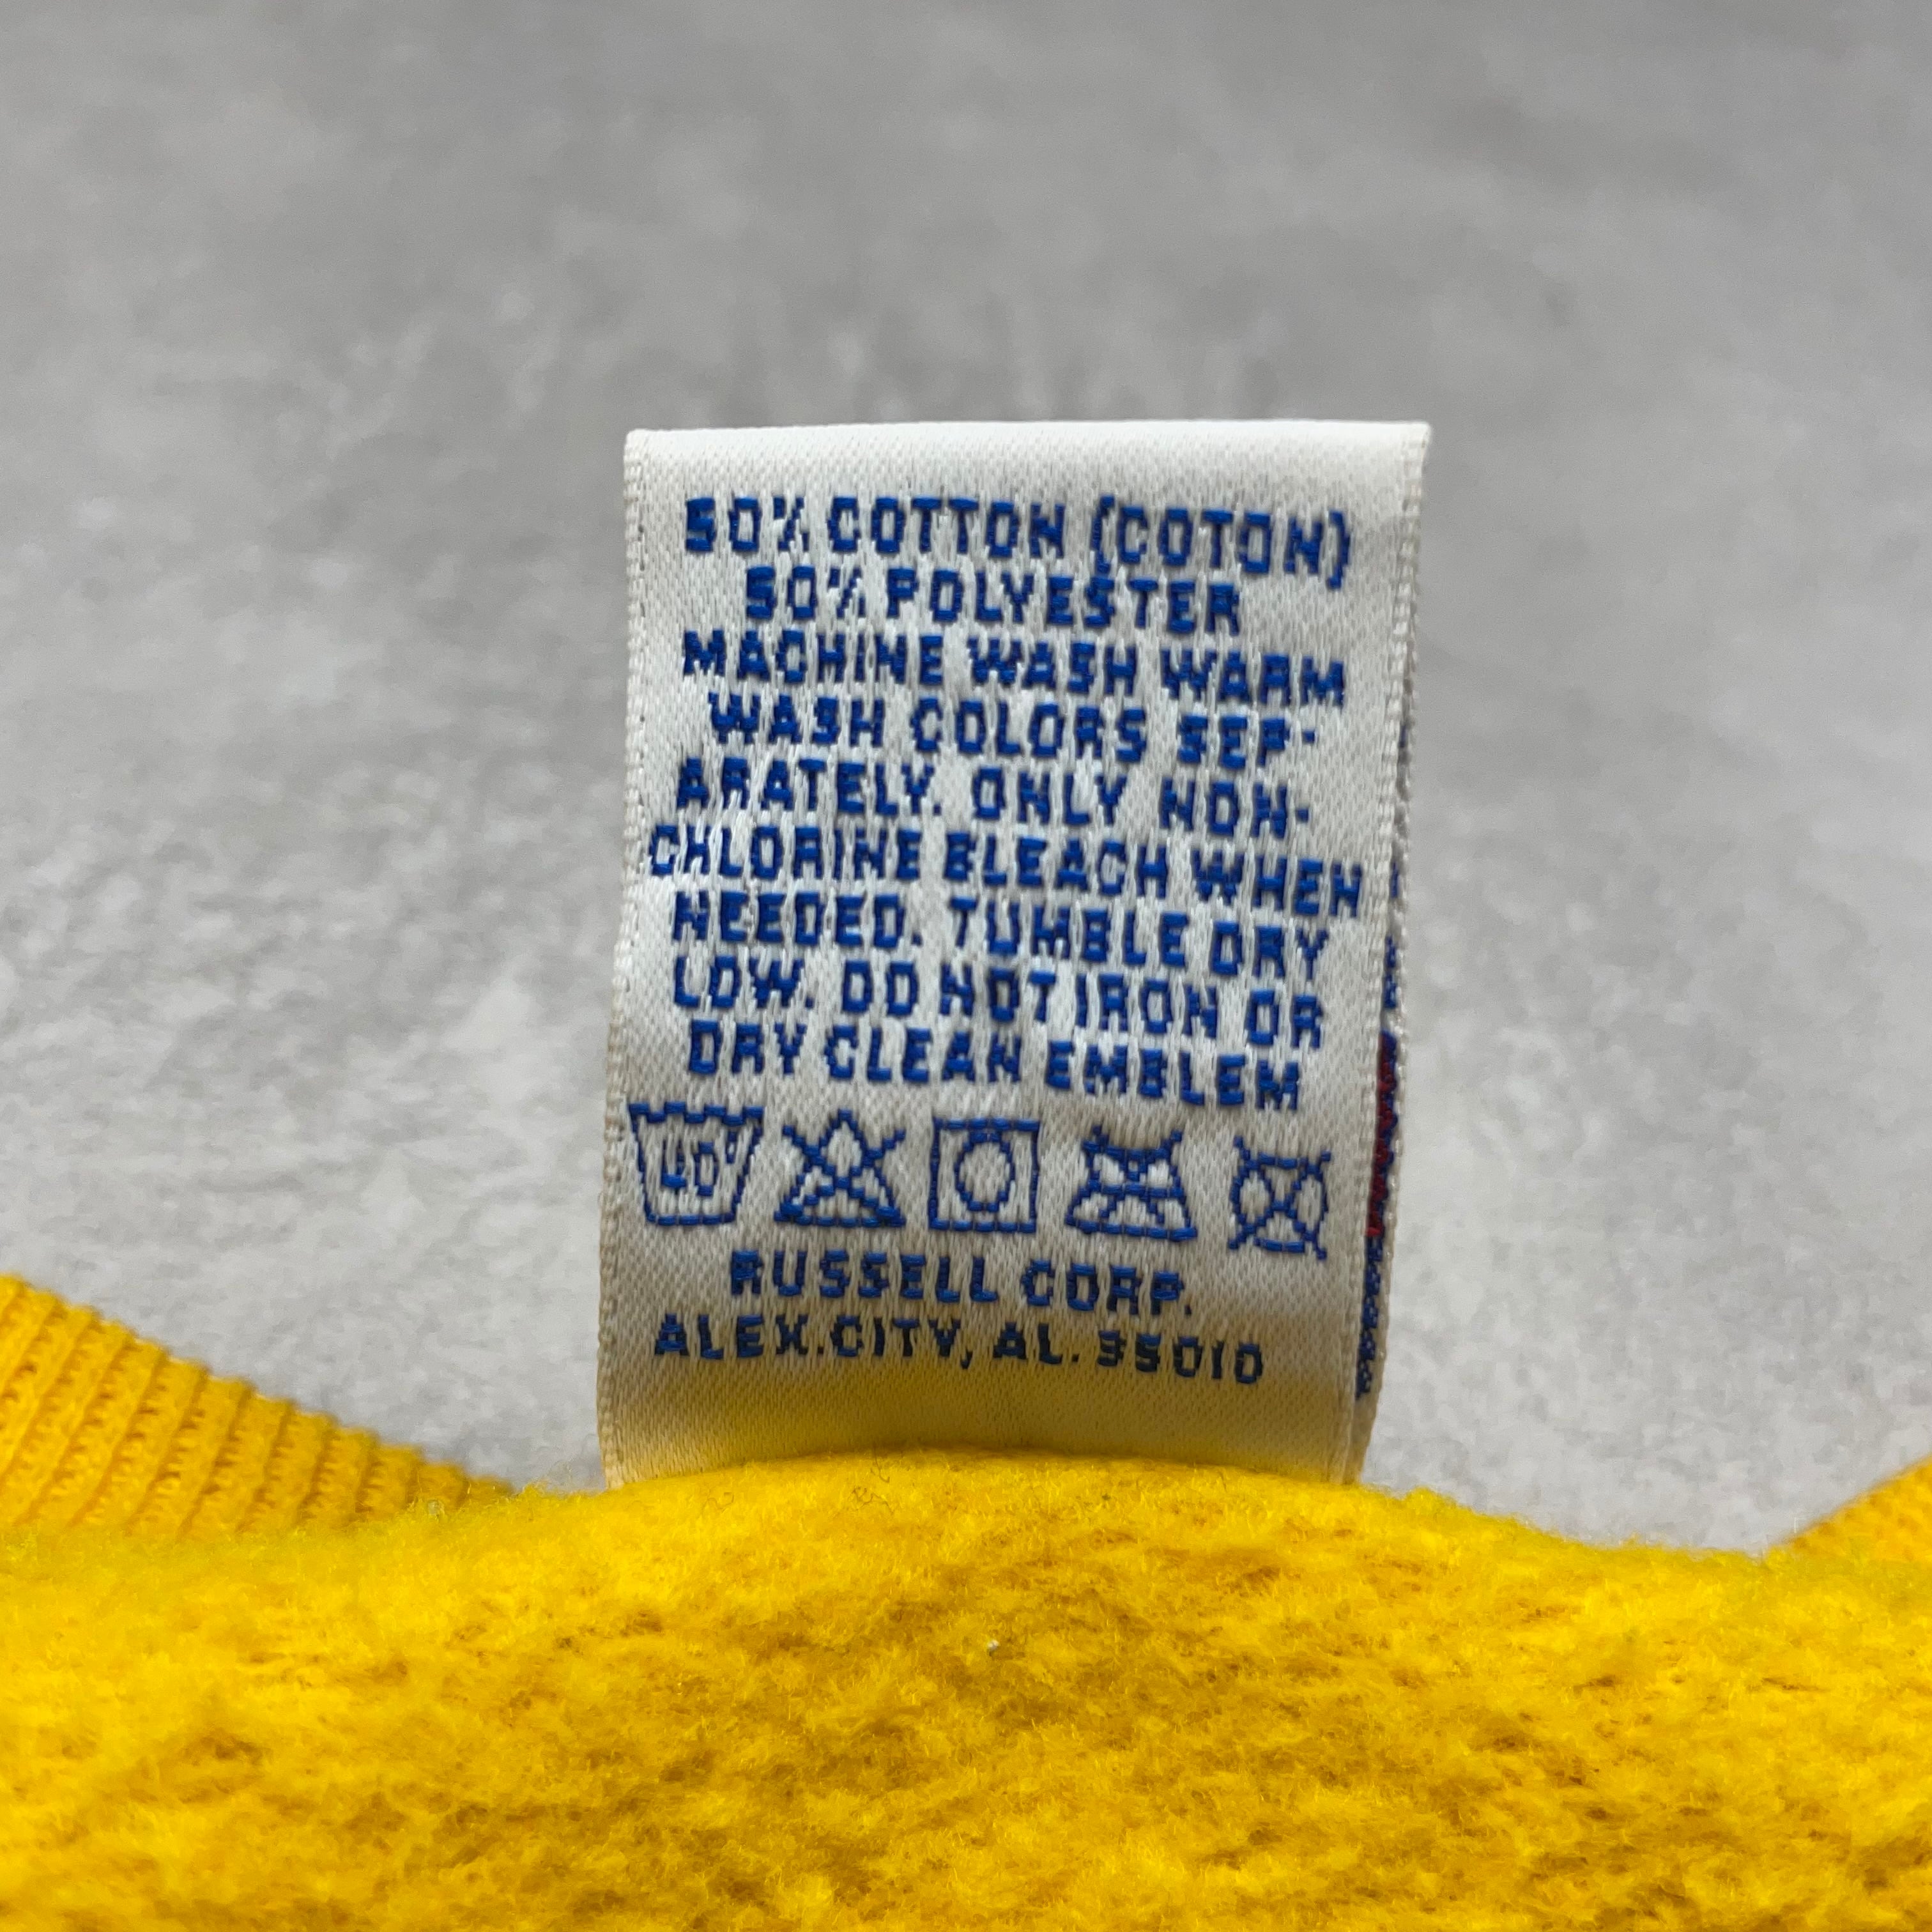 50% COTTON (COTON)
50% POLYESTER
MACHINE WASH WARM
WASH COLORS SEP-
ARATELY. ONLY NON-
CHLORINE BLEACH WHEN
NEEDED. TUMBLE DRY
LOW. DO NOT IRON OR
DRY CLEAN EMBLEM
40°
RUSSELL CORP.
ALEX.CITY, AL. 35010